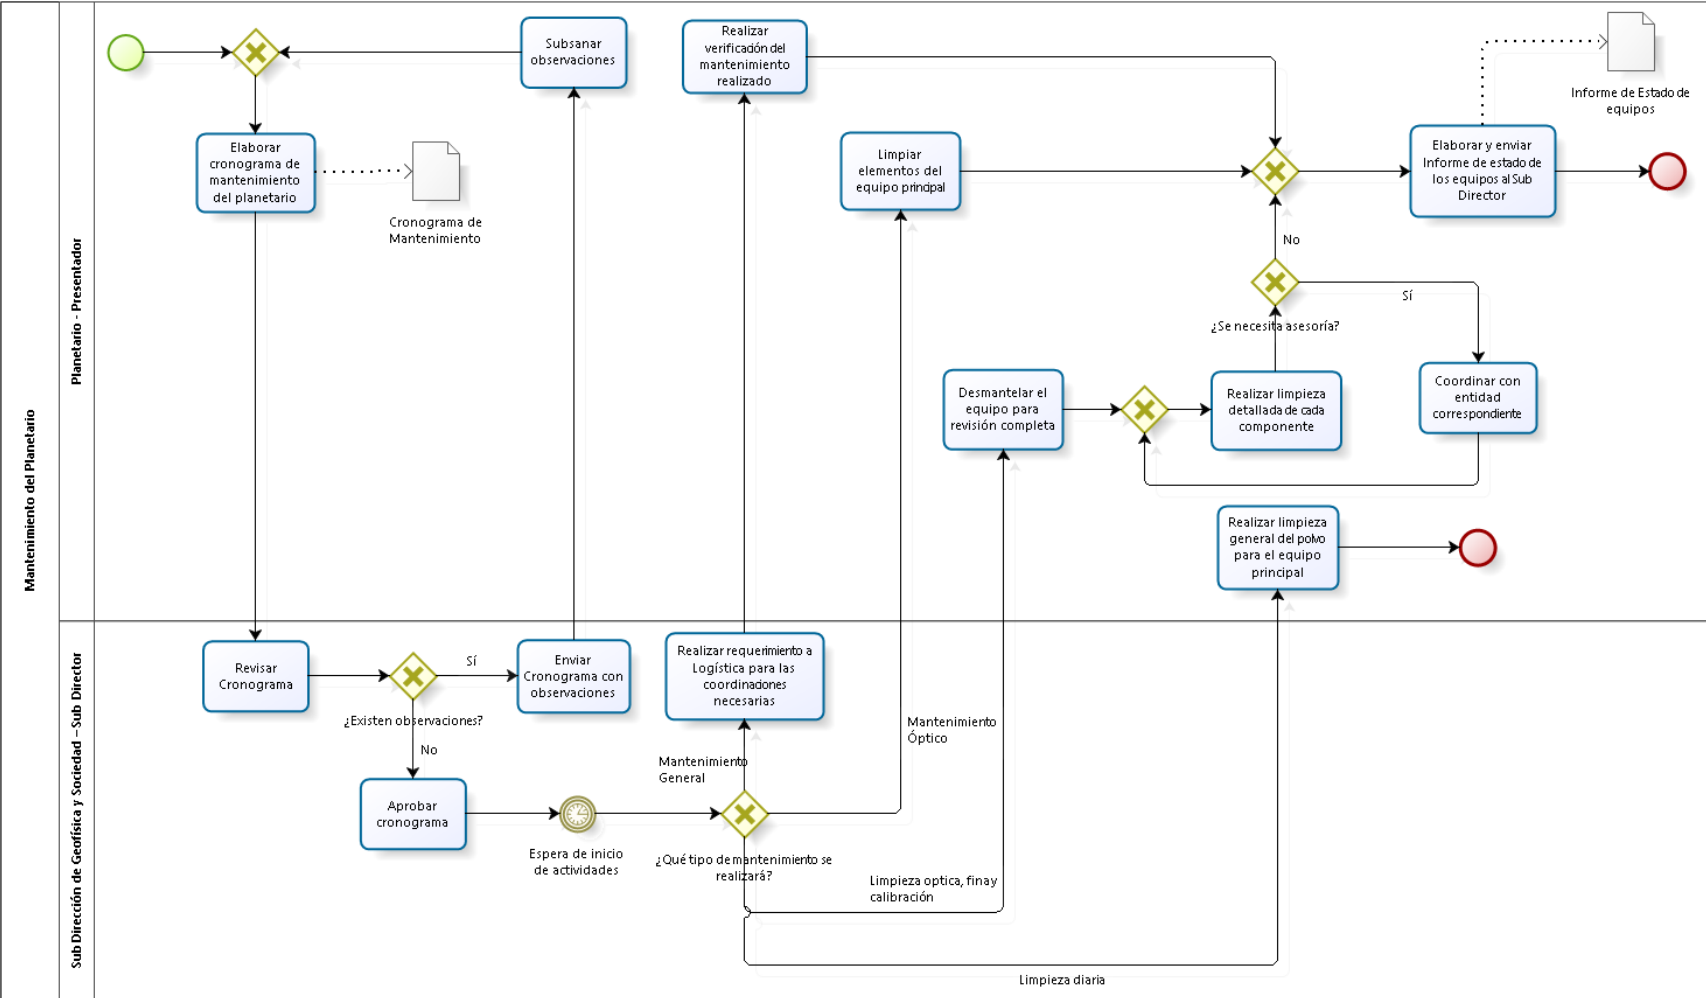 Mantenimiento del Planetario
Planetario - Presentador
Subsanar
observaciones
Realizar
verificación del
mantenimiento
realizado
Informe de Estado de
equipos
Elaborar
cronograma de
mantenimiento
del planetario
Cronograma de
Mantenimiento
Limpiar
elementos del
equipo principal
Elaborar y enviar
Informe de estado de
los equipos al Sub
Director
No
Sí
¿Se necesita asesoría?
Desmantelar el
equipo para
revisión completa
Realizar limpieza
detallada de cada
componente
Coordinar con
entidad
correspondiente
Realizar limpieza
general del polvo
para el equipo
principal
Sub Dirección de Geofísica y Sociedad – Sub Director
Revisar
Cronograma
Sí
¿Existen observaciones?
No
Enviar
Cronograma con
observaciones
Realizar requerimiento a
Logística para las
coordinaciones
necesarias
Mantenimiento
Óptico
Mantenimiento
General
Aprobar
cronograma
Espera de inicio
de actividades
¿Qué tipo de mantenimiento se
realizará?
Limpieza optica, fina y
calibración
Limpieza diaria